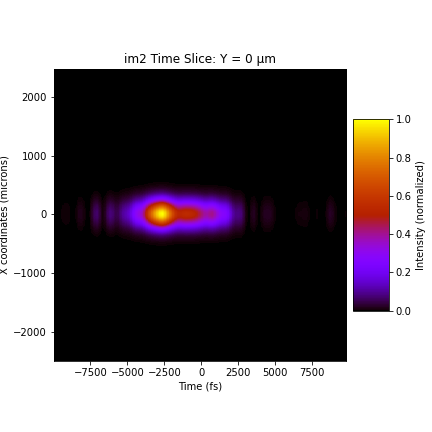 im2 Time Slice: Y = 0 μm
X coordinates (microns)
2000
1000
0
−1000
−2000
−7500 −5000 −2500 0 2500 5000 7500
Time (fs)
1.0
0.8
0.6
0.4
0.2
0.0
Intensity (normalized)